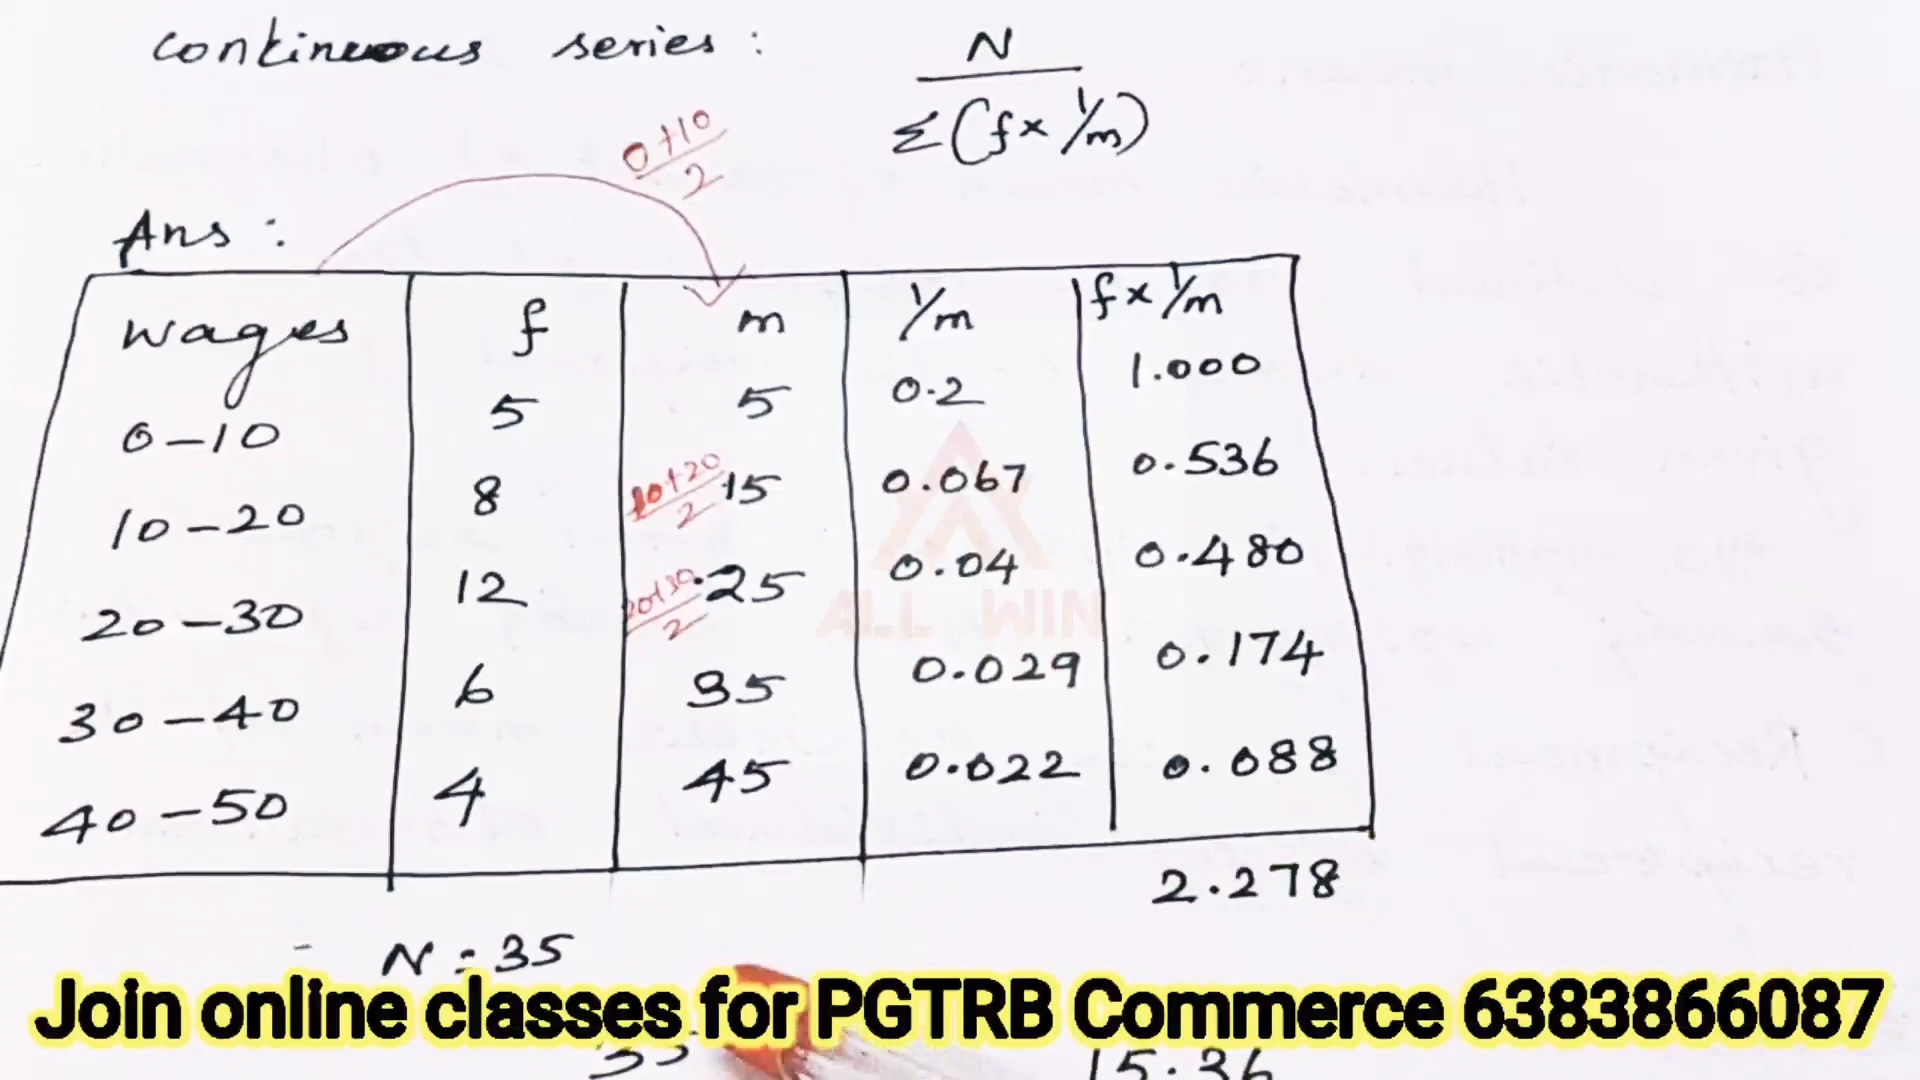 Continuous series : N
Σ(f× 1/m)
0+10
2
Ans :
wages f m 1/m f× 1/m
0-10 5 5 0.2 1.000
10-20 8 10+20 15 0.067 0.536
2
20-30 12 20+30 25 0.04 0.480
2
30-40 6 35 0.029 0.174
40-50 4 45 0.022 0.088
2.278
N = 35
ALL WIN
Join online classes for PGTRB Commerce 6383866087
35 15.36